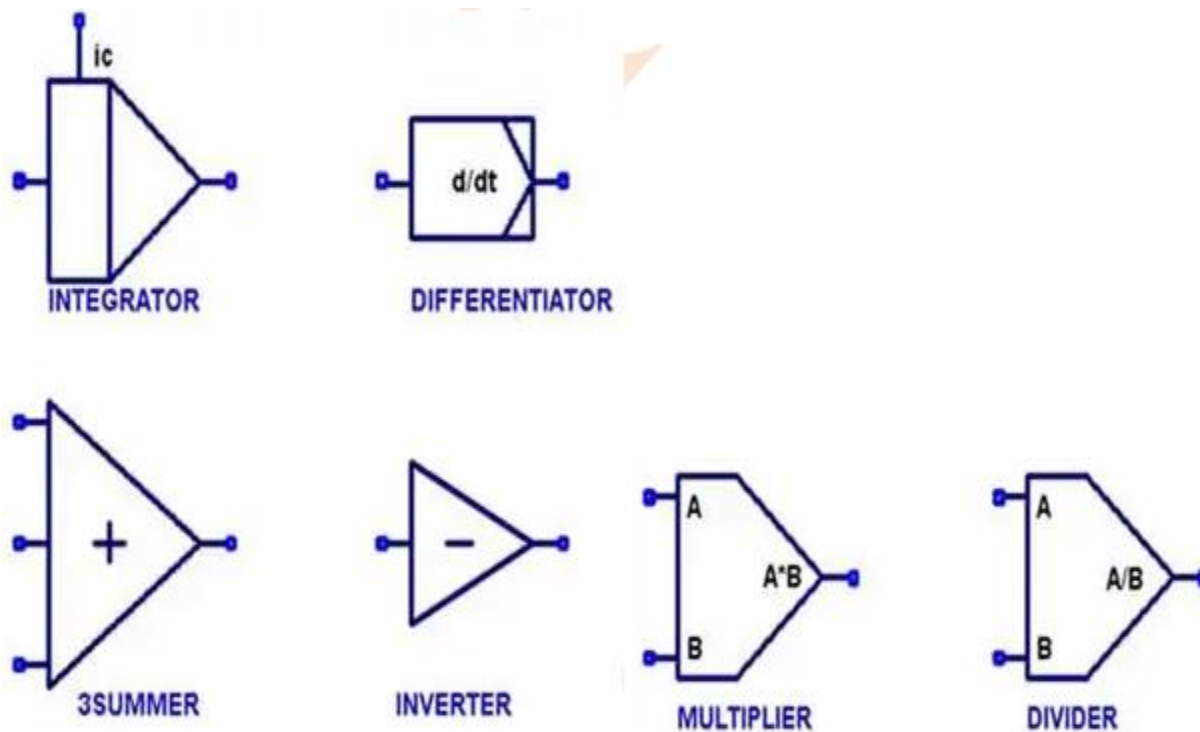 ic
d/dt
INTEGRATOR
DIFFERENTIATOR
+
−
3SUMMER
INVERTER
A
A*B
B
MULTIPLIER
A
A/B
B
DIVIDER